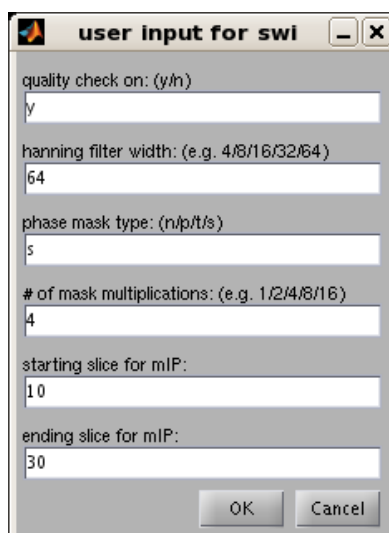 user input for swi
quality check on: (y/n)
y
hanning filter width: (e.g. 4/8/16/32/64)
64
phase mask type: (n/p/t/s)
s
# of mask multiplications: (e.g. 1/2/4/8/16)
4
starting slice for mIP:
10
ending slice for mIP:
30
OK Cancel